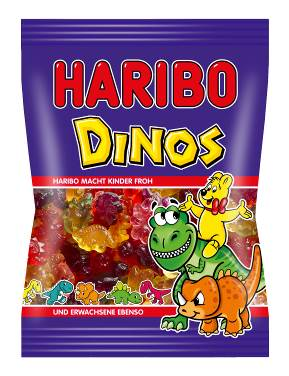 HARIBO
DINOS
HARIBO MACHT KINDER FROH
UND ERWACHSENE EBENSO